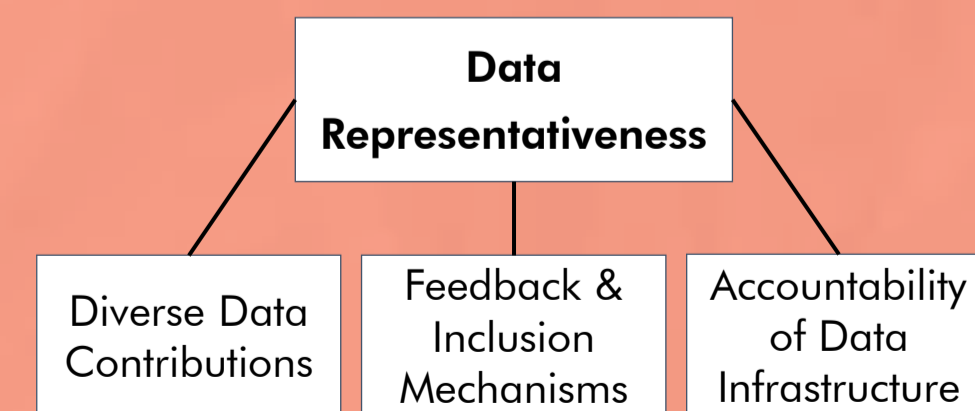 Data
Representativeness
Diverse Data
Contributions
Feedback &
Inclusion
Mechanisms
Accountability
of Data
Infrastructure